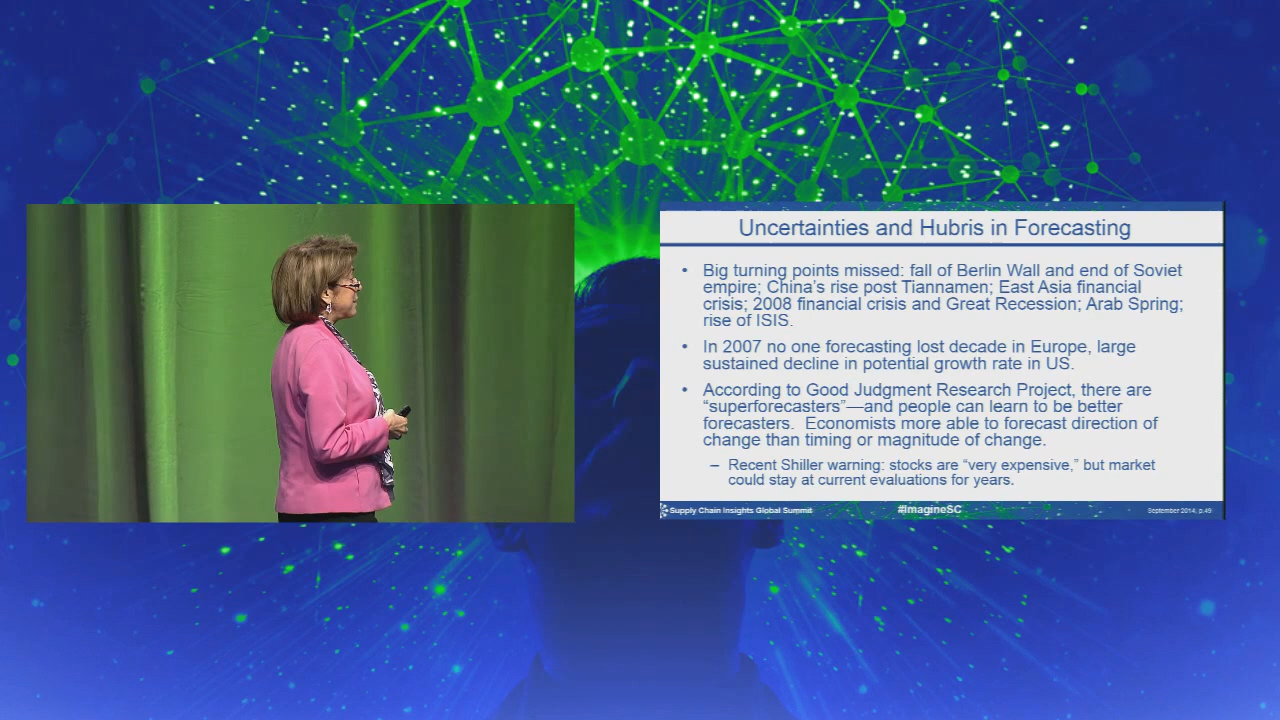 Uncertainties and Hubris in Forecasting
• Big turning points missed: fall of Berlin Wall and end of Soviet
empire; China's rise post Tiannamen; East Asia financial
crisis; 2008 financial crisis and Great Recession; Arab Spring;
rise of ISIS.
• In 2007 no one forecasting lost decade in Europe, large
sustained decline in potential growth rate in US.
• According to Good Judgment Research Project, there are
"superforecasters"—and people can learn to be better
forecasters. Economists more able to forecast direction of
change than timing or magnitude of change.
– Recent Shiller warning: stocks are "very expensive," but market
could stay at current evaluations for years.
Supply Chain Insights Global Summit #ImagineSC September 2014, p.49